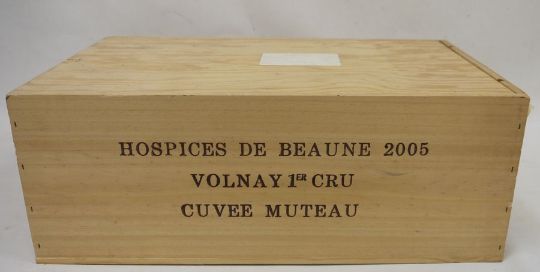 HOSPICES DE BEAUNE 2005
VOLNAY 1ER CRU
CUVEE MUTEAU